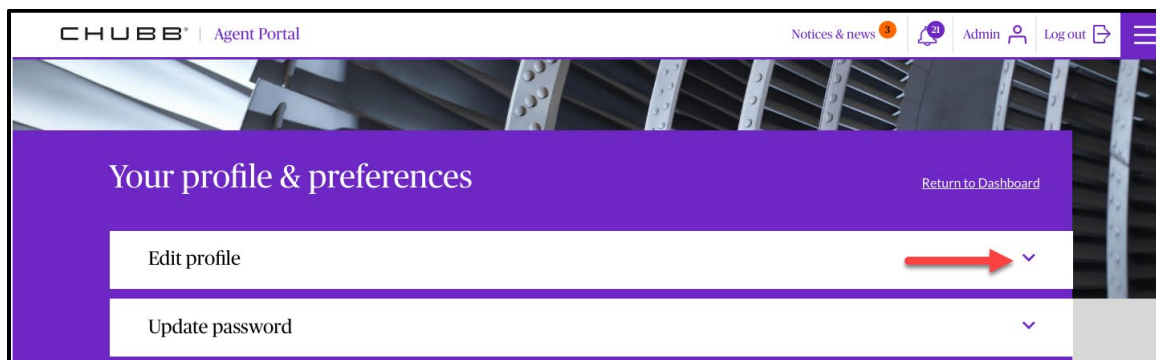 CHUBB® | Agent Portal
Notices & news 3 21 Admin Log out
Your profile & preferences
Return to Dashboard
Edit profile
Update password